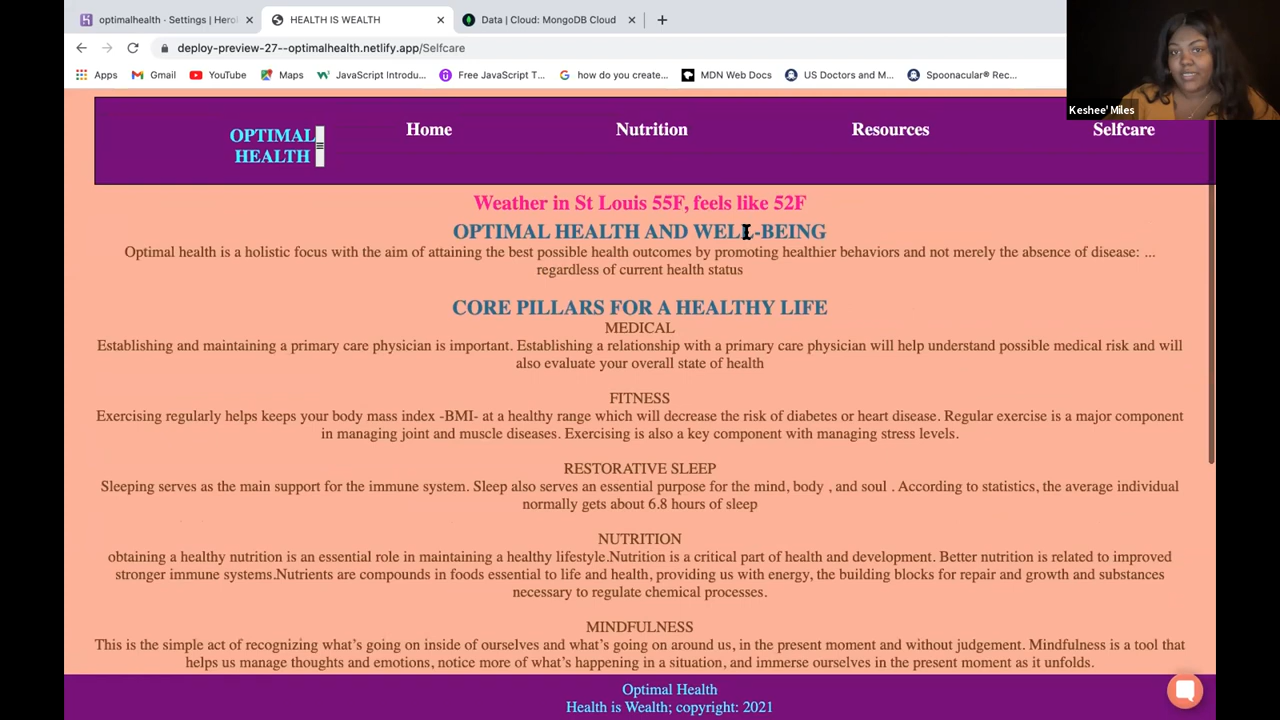 optimalhealth · Settings | Hero
HEALTH IS WEALTH
Data | Cloud: MongoDB Cloud
deploy-preview-27--optimalhealth.netlify.app/Selfcare
Apps
Gmail
YouTube
Maps
JavaScript Introdu...
Free JavaScript T...
how do you create...
MDN Web Docs
US Doctors and M...
Spoonacular® Rec...
Keshee' Miles
OPTIMAL
HEALTH
Home
Nutrition
Resources
Selfcare
Weather in St Louis 55F, feels like 52F
OPTIMAL HEALTH AND WELL-BEING
Optimal health is a holistic focus with the aim of attaining the best possible health outcomes by promoting healthier behaviors and not merely the absence of disease: ...
regardless of current health status
CORE PILLARS FOR A HEALTHY LIFE
MEDICAL
Establishing and maintaining a primary care physician is important. Establishing a relationship with a primary care physician will help understand possible medical risk and will
also evaluate your overall state of health
FITNESS
Exercising regularly helps keeps your body mass index -BMI- at a healthy range which will decrease the risk of diabetes or heart disease. Regular exercise is a major component
in managing joint and muscle diseases. Exercising is also a key component with managing stress levels.
RESTORATIVE SLEEP
Sleeping serves as the main support for the immune system. Sleep also serves an essential purpose for the mind, body , and soul . According to statistics, the average individual
normally gets about 6.8 hours of sleep
NUTRITION
obtaining a healthy nutrition is an essential role in maintaining a healthy lifestyle.Nutrition is a critical part of health and development. Better nutrition is related to improved
stronger immune systems.Nutrients are compounds in foods essential to life and health, providing us with energy, the building blocks for repair and growth and substances
necessary to regulate chemical processes.
MINDFULNESS
This is the simple act of recognizing what's going on inside of ourselves and what's going on around us, in the present moment and without judgement. Mindfulness is a tool that
helps us manage thoughts and emotions, notice more of what's happening in a situation, and immerse ourselves in the present moment as it unfolds.
Optimal Health
Health is Wealth; copyright: 2021